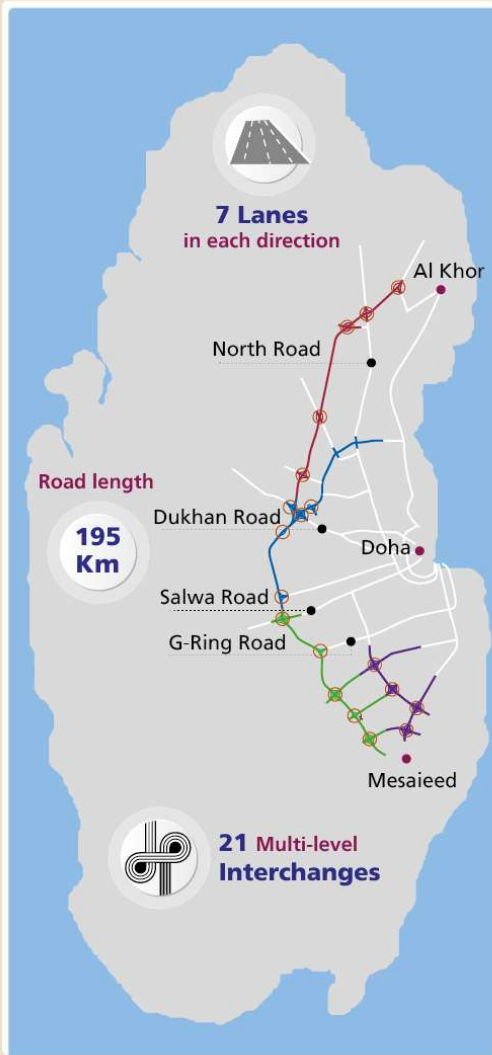 7 Lanes
in each direction
Al Khor
North Road
Road length
195
Km
Dukhan Road
Doha
Salwa Road
G-Ring Road
Mesaieed
21 Multi-level
Interchanges